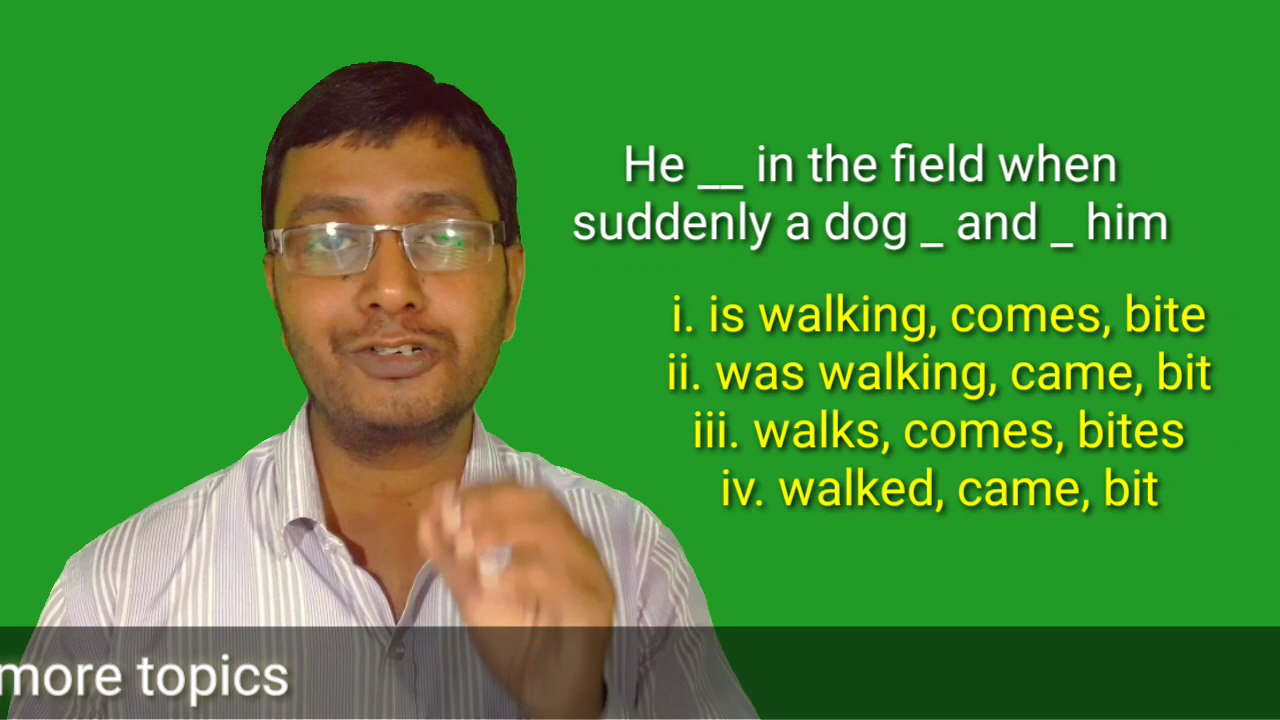 He __ in the field when
suddenly a dog _ and _ him
i. is walking, comes, bite
ii. was walking, came, bit
iii. walks, comes, bites
iv. walked, came, bit
more topics